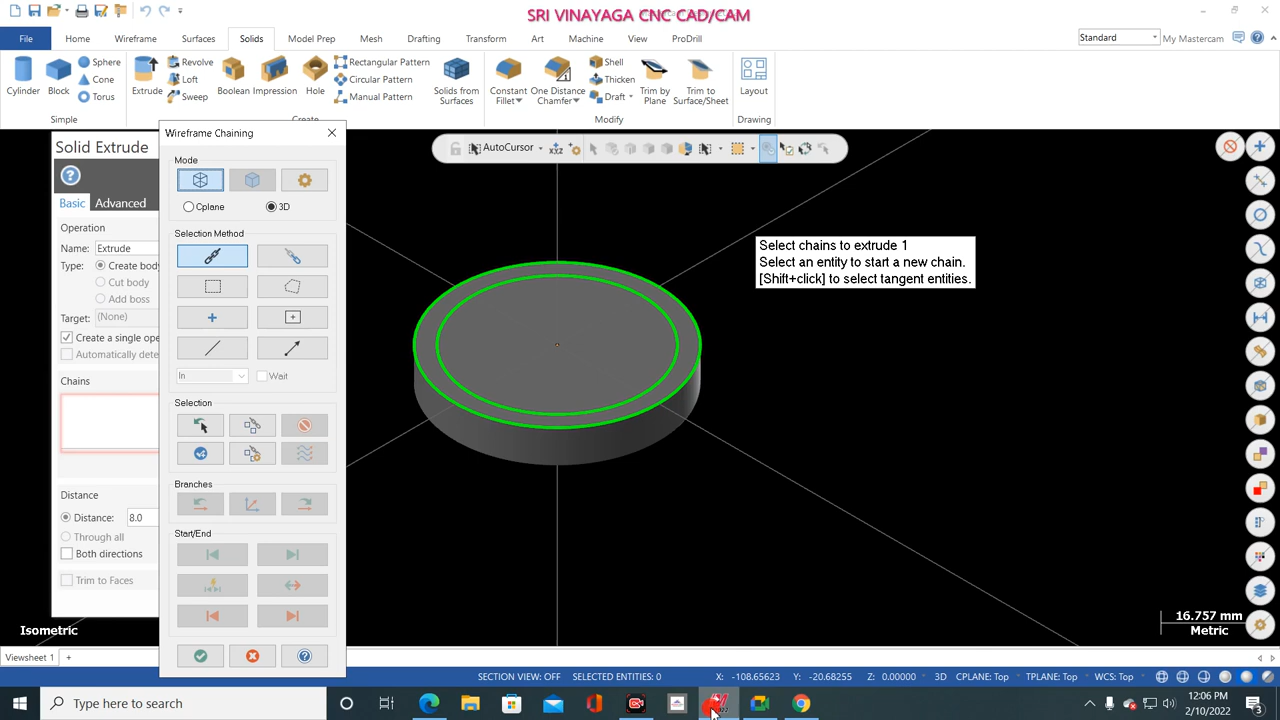 SRI VINAYAGA CNC CAD/CAM
File Home Wireframe Surfaces Solids Model Prep Mesh Drafting Transform Art Machine View ProDrill Standard My Mastercam
Cylinder Block Sphere Cone Torus
Simple
Extrude Revolve Loft Sweep Boolean Impression Hole Rectangular Pattern Circular Pattern Manual Pattern Solids from Surfaces
Create
Constant Fillet One Distance Chamfer Shell Thicken Draft Trim by Plane Trim to Surface/Sheet
Modify
Layout
Drawing
AutoCursor
Solid Extrude
Basic Advanced
Operation
Name: Extrude
Type: Create body
Cut body
Add boss
Target: (None)
Create a single ope
Automatically dete
Chains
Distance
Distance: 8.0
Through all
Both directions
Trim to Faces
Wireframe Chaining
Mode
Cplane 3D
Selection Method
In Wait
Selection
Branches
Start/End
Select chains to extrude 1
Select an entity to start a new chain.
[Shift+click] to select tangent entities.
Isometric
16.757 mm
Metric
Viewsheet 1 +
SECTION VIEW: OFF SELECTED ENTITIES: 0 X: -108.65623 Y: -20.68255 Z: 0.00000 3D CPLANE: Top TPLANE: Top WCS: Top
Type here to search
12:06 PM
2/10/2022
3